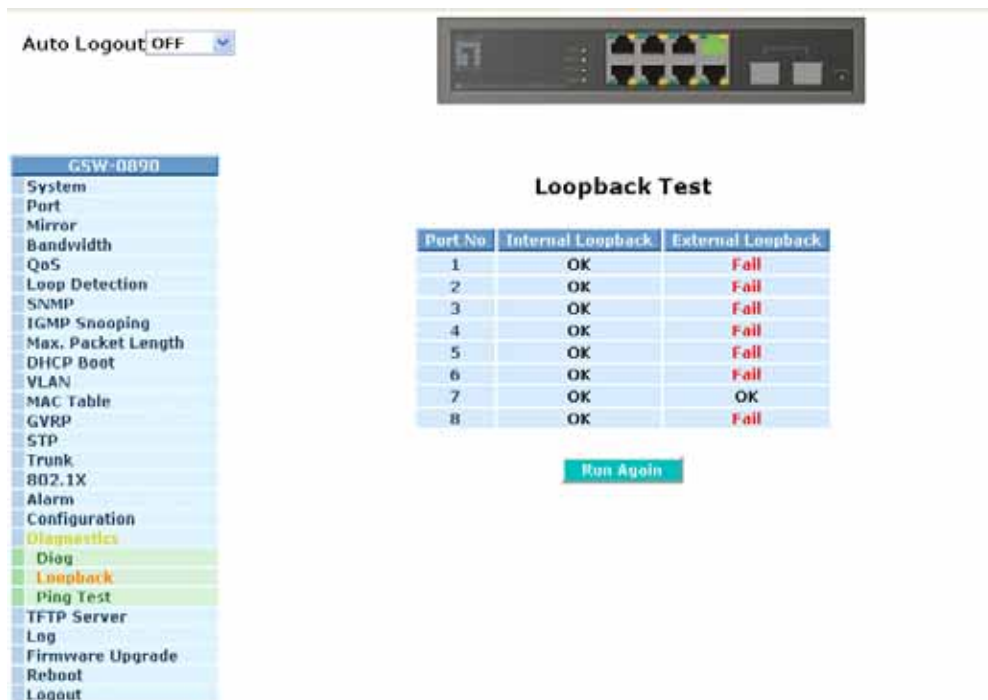 Auto Logout OFF
GSW-0890
System
Port
Mirror
Bandwidth
QoS
Loop Detection
SNMP
IGMP Snooping
Max. Packet Length
DHCP Boot
VLAN
MAC Table
GVRP
STP
Trunk
802.1X
Alarm
Configuration
Diagnostics
Diag
Loopback
Ping Test
TFTP Server
Log
Firmware Upgrade
Reboot
Logout
Loopback Test
Port No Internal Loopback External Loopback
1 OK Fail
2 OK Fail
3 OK Fail
4 OK Fail
5 OK Fail
6 OK Fail
7 OK OK
8 OK Fail
Run Again